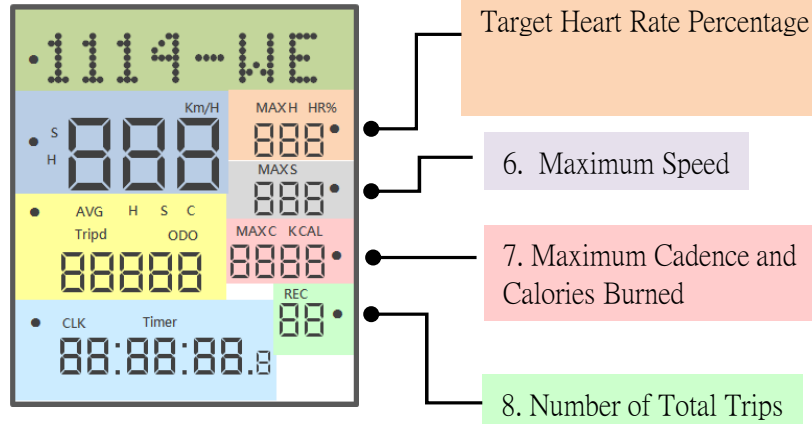 Target Heart Rate Percentage
1114-WE
Km/H
S
H
888
MAXH HR%
888
MAXS
888
6. Maximum Speed
AVG H S C
Tripd ODO
88888
MAXC KCAL
8888
7. Maximum Cadence and
Calories Burned
REC
88
CLK Timer
88:88:88.8
8. Number of Total Trips